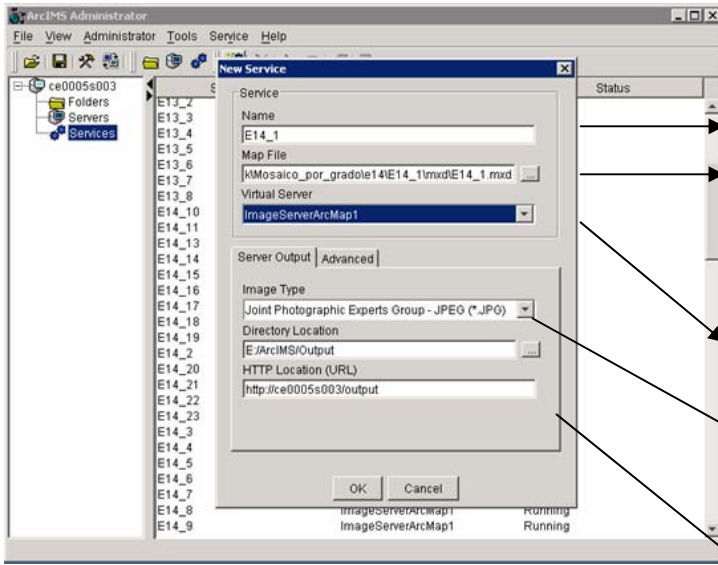 ArcIMS Administrator
File View Administrator Tools Service Help
ce0005s003
Folders
Servers
Services
Status
E13_2
E13_3
E13_4
E13_5
E13_6
E13_7
E13_8
E14_10
E14_11
E14_13
E14_14
E14_15
E14_16
E14_17
E14_18
E14_19
E14_2
E14_20
E14_21
E14_22
E14_23
E14_3
E14_4
E14_5
E14_6
E14_7
E14_8 ImageServerArcMap1 Running
E14_9 ImageServerArcMap1 Running
New Service
Service
Name
E14_1
Map File
k\Mosaico_por_grado\e14\E14_1\mxd\E14_1.mxd
...
Virtual Server
ImageServerArcMap1
Server Output
Advanced
Image Type
Joint Photographic Experts Group - JPEG (*.JPG)
Directory Location
E:/ArcIMS/Output
...
HTTP Location (URL)
http://ce0005s003/output
OK
Cancel